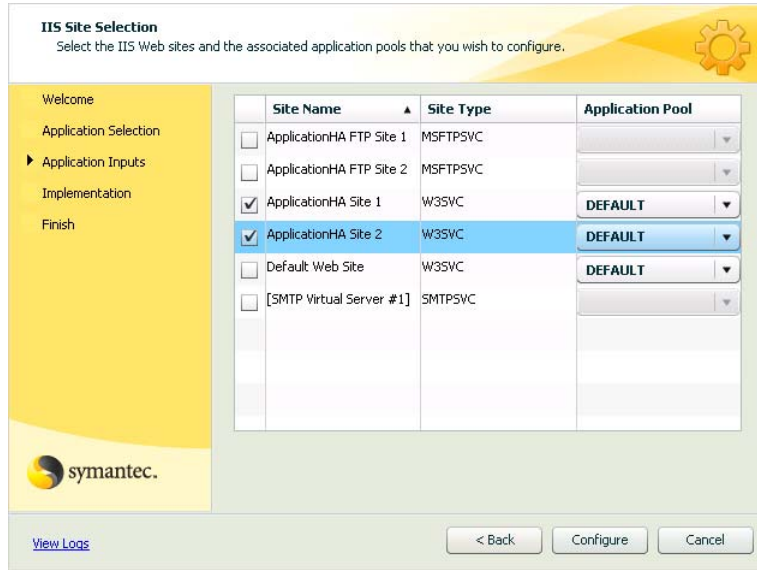 IIS Site Selection
Select the IIS Web sites and the associated application pools that you wish to configure.
Welcome
Application Selection
Application Inputs
Implementation
Finish
Site Name Site Type Application Pool
ApplicationHA FTP Site 1 MSFTPSVC
ApplicationHA FTP Site 2 MSFTPSVC
ApplicationHA Site 1 W3SVC DEFAULT
ApplicationHA Site 2 W3SVC DEFAULT
Default Web Site W3SVC DEFAULT
[SMTP Virtual Server #1] SMTPSVC
symantec.
View Logs < Back Configure Cancel